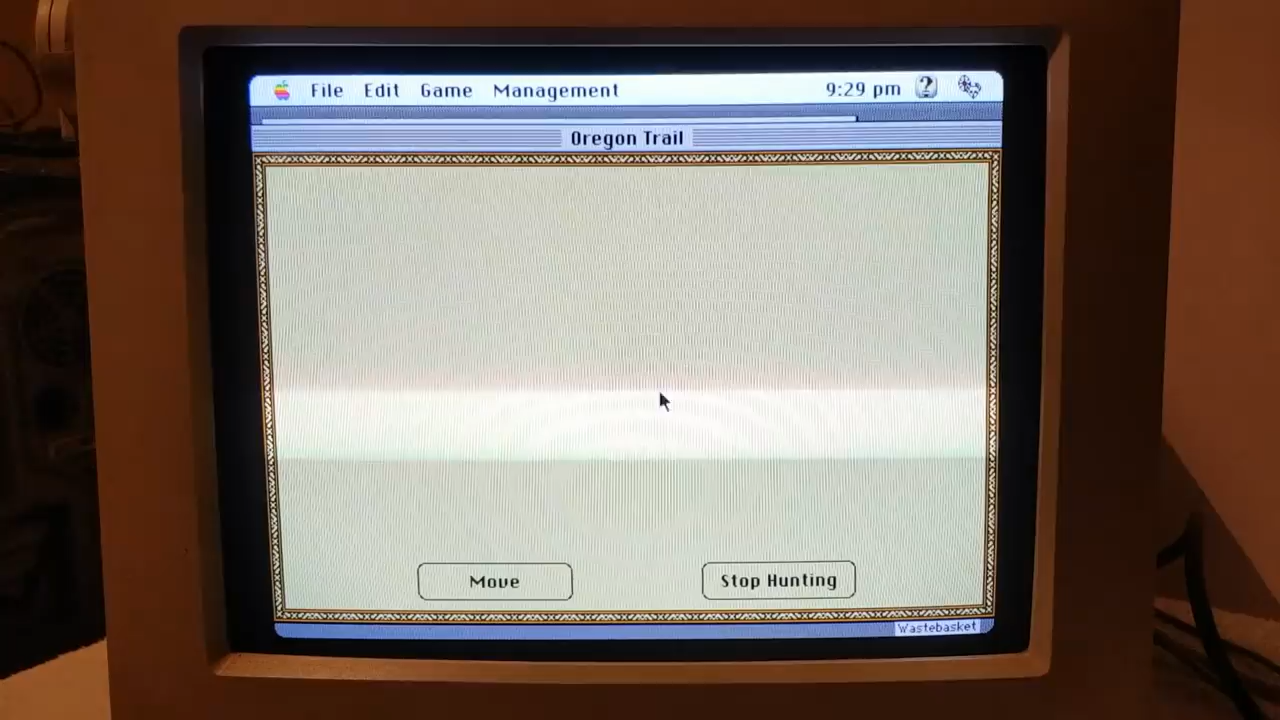 File Edit Game Management 9:29 pm
Oregon Trail
Move Stop Hunting
Wastebasket